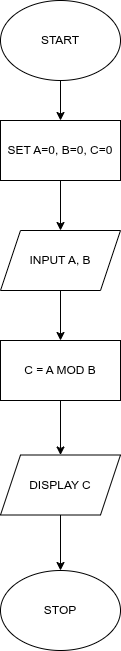 START
SET A=0, B=0, C=0
INPUT A, B
C = A MOD B
DISPLAY C
STOP